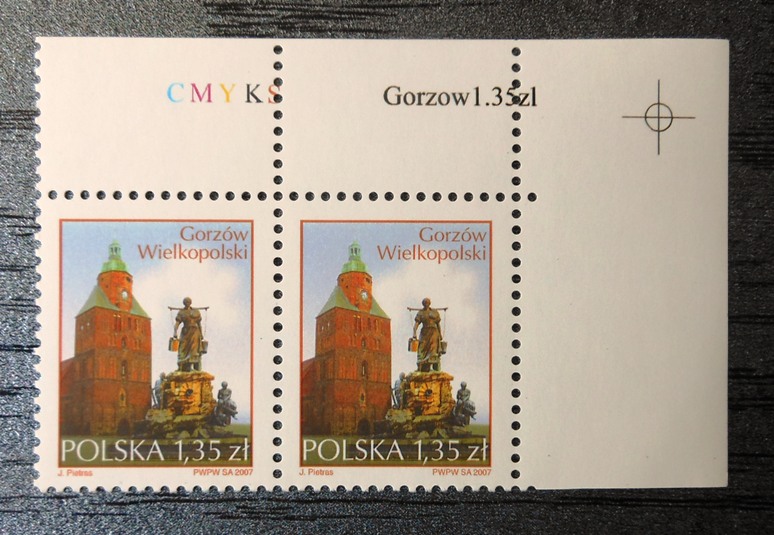 CMYKS
Gorzow1.35zl
Gorzów
Wielkopolski
POLSKA 1,35 zł
J. Pietras
PWPW SA 2007
Gorzów
Wielkopolski
POLSKA 1,35 zł
J. Pietras
PWPW SA 2007